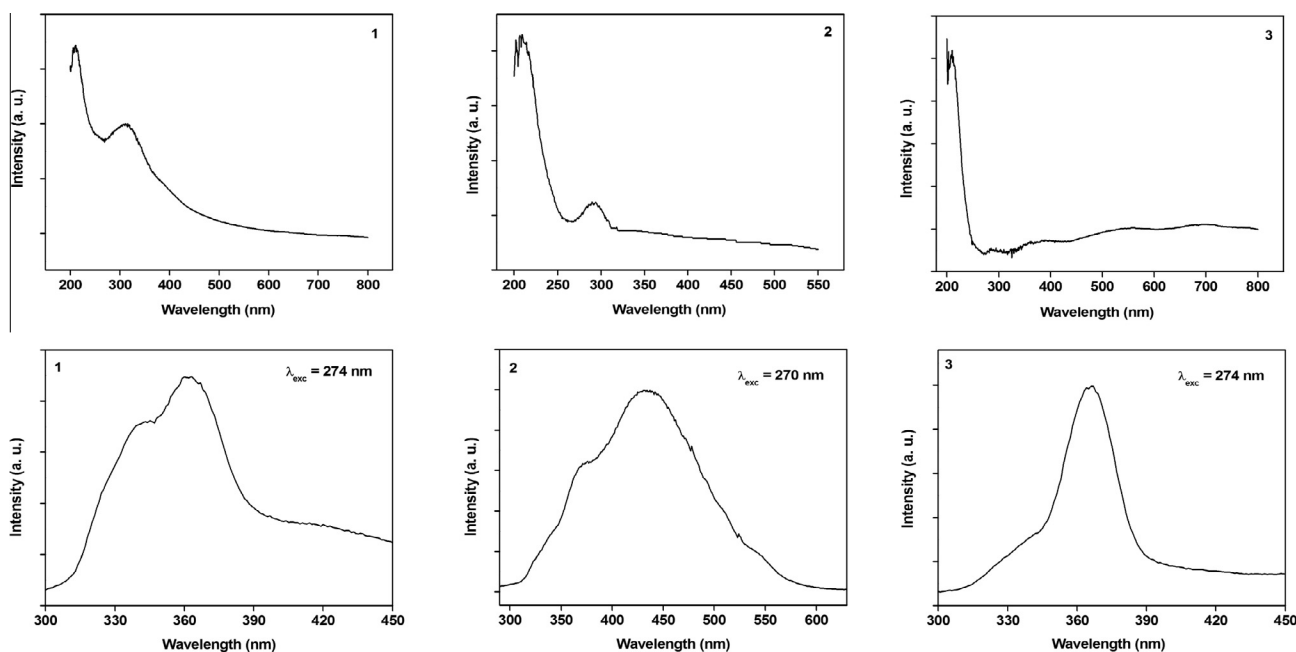 1
Intensity (a. u.)
200 300 400 500 600 700 800
Wavelength (nm)
2
Intensity (a. u.)
200 250 300 350 400 450 500 550
Wavelength (nm)
3
Intensity (a. u.)
200 300 400 500 600 700 800
Wavelength (nm)
1
λexc = 274 nm
Intensity (a. u.)
300 330 360 390 420 450
Wavelength (nm)
2
λexc = 270 nm
Intensity (a. u.)
300 350 400 450 500 550 600
Wavelength (nm)
3
λexc = 274 nm
Intensity (a. u.)
300 330 360 390 420 450
Wavelength (nm)